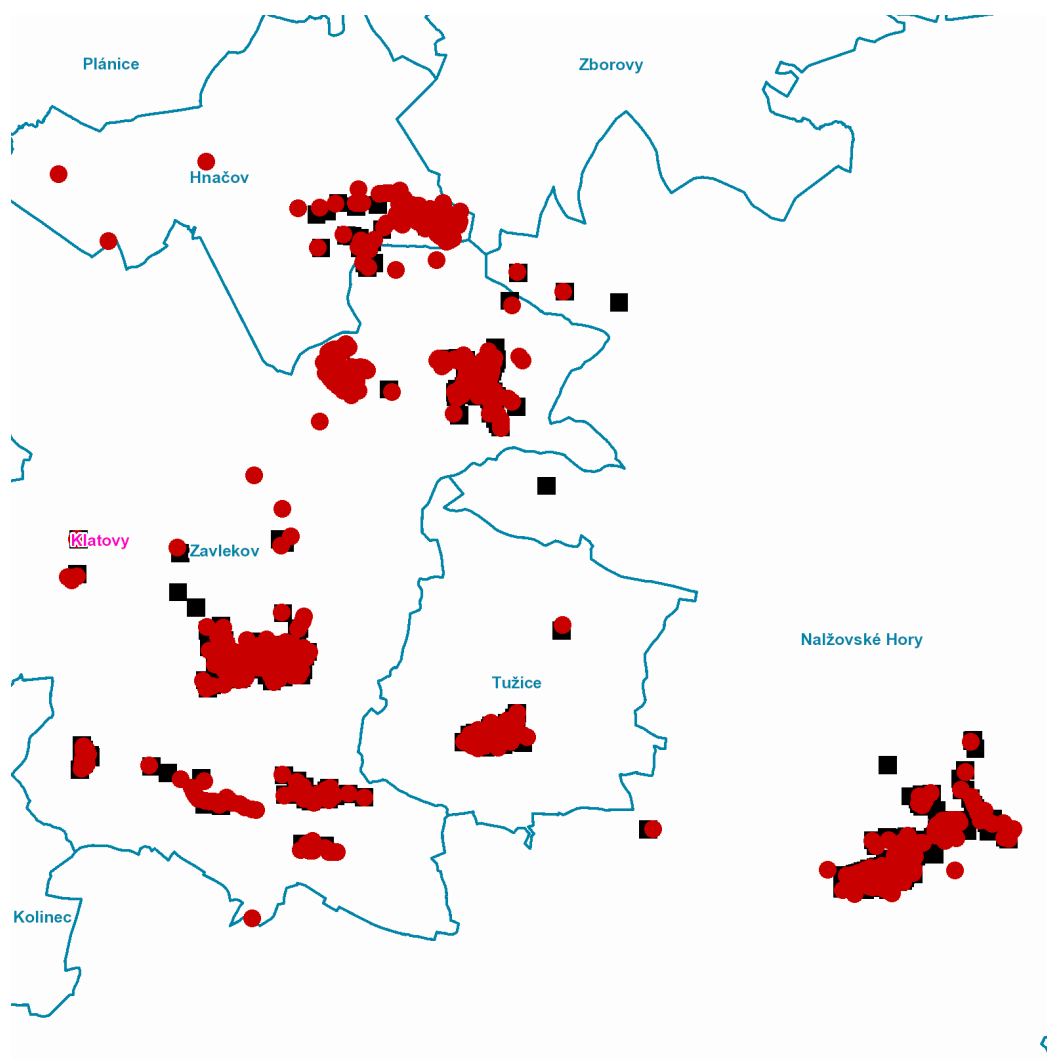 Plánice
Zborovy
Hnačov
Klatovy
Zavlekov
Nalžovské Hory
Tužice
Kolinec